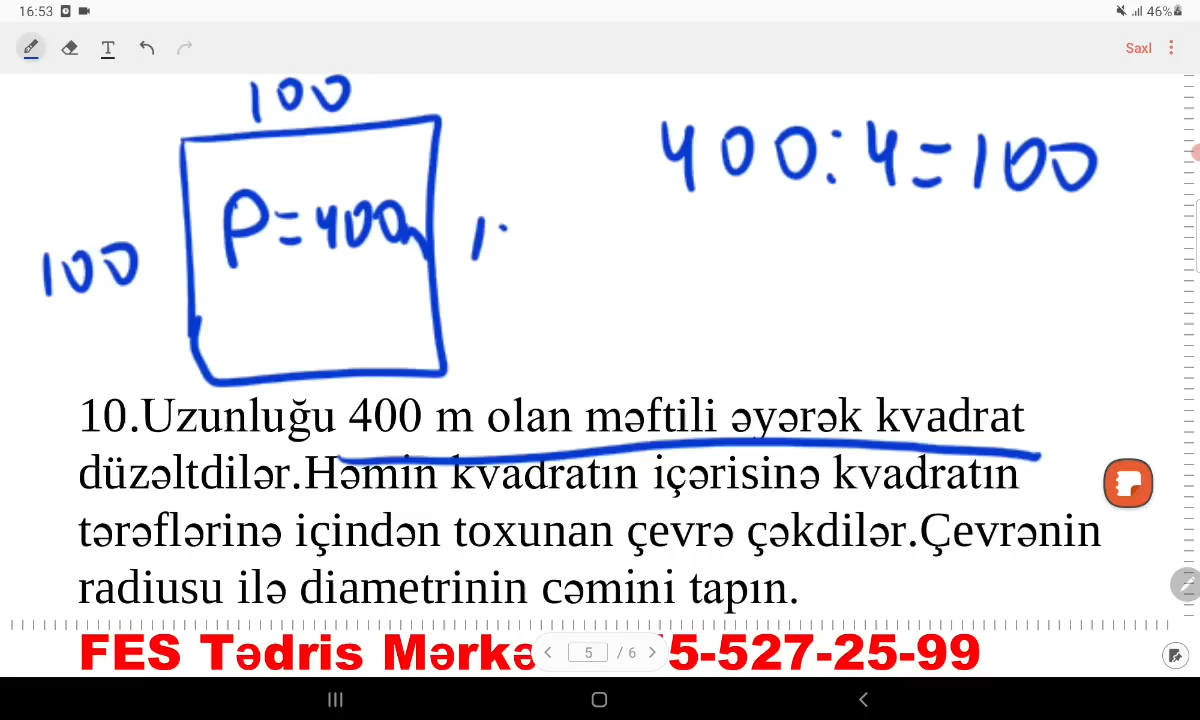 16:53
46%
T
Saxl
100
400:4=100
P=400m
100
10.Uzunluğu 400 m olan məftili əyərək kvadrat
düzəltdilər.Həmin kvadratın içərisinə kvadratın
tərəflərinə içindən toxunan çevrə çəkdilər.Çevrənin
radiusu ilə diametrinin cəmini tapın.
FES Tədris 5-527-25-99
5 / 6